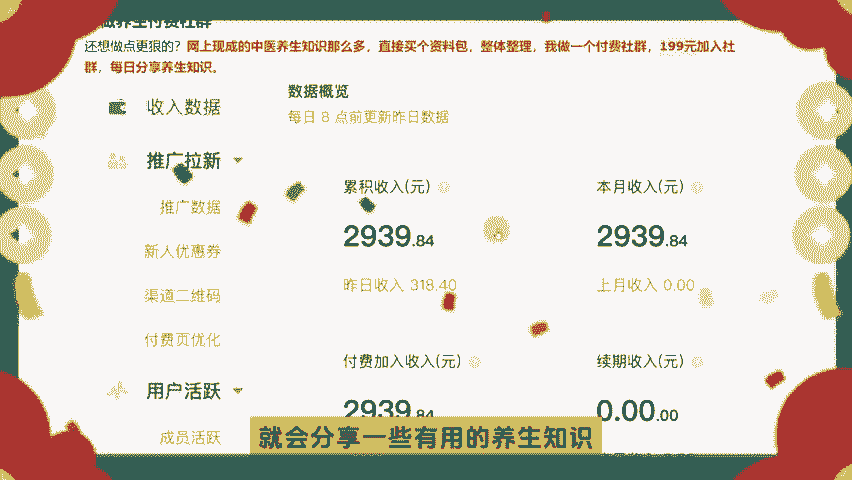 做养生付费社群
还想做点更狠的？网上现成的中医养生知识那么多，直接买个资料包，整体整理，我做一个付费社群，199元加入社
群，每日分享养生知识。
收入数据
数据概览
每日 8 点前更新昨日数据
推广拉新
累积收入(元)
本月收入(元)
推广数据
2939.84
2939.84
新人优惠券
昨日收入 318.40
上月收入 0.00
渠道二维码
付费页优化
付费加入收入(元)
续期收入(元)
用户活跃
2939.84
0.00.00
成员活跃
就会分享一些有用的养生知识